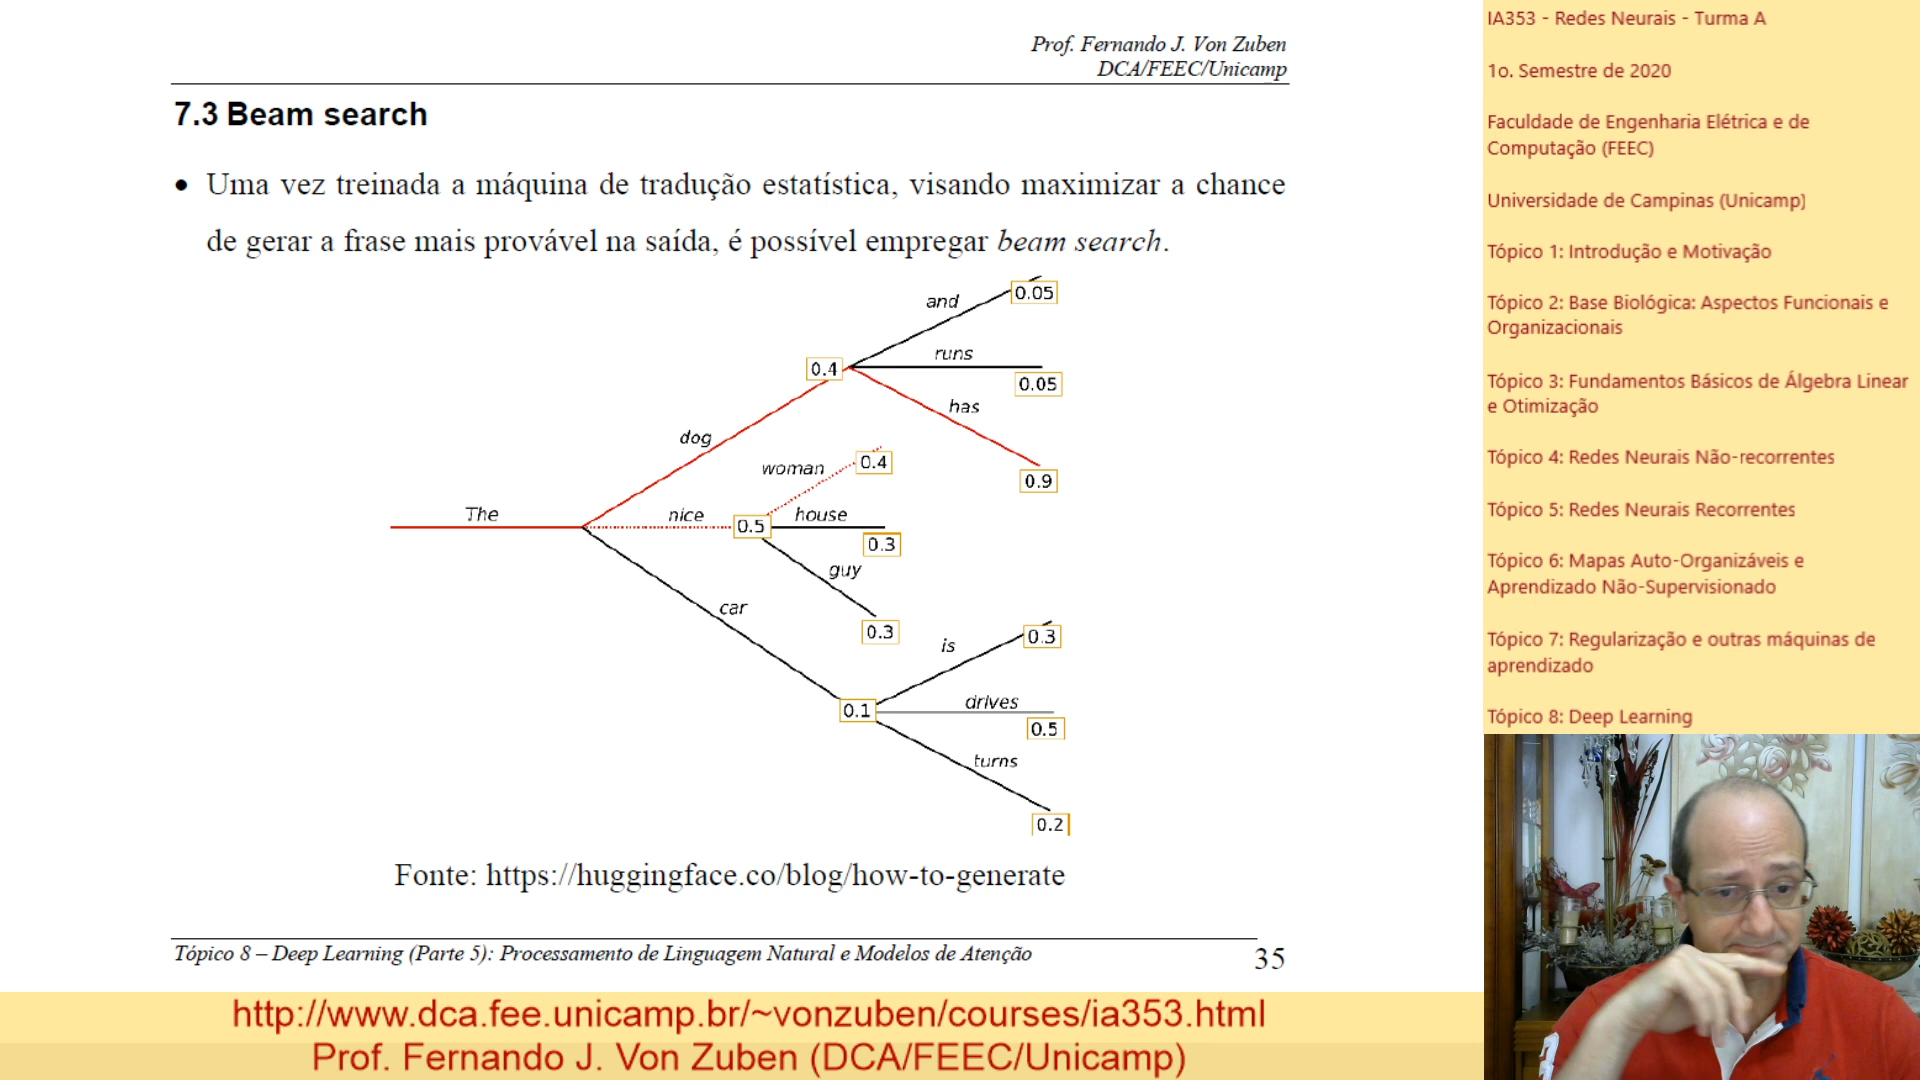 Prof. Fernando J. Von Zuben
DCA/FEEC/Unicamp
7.3 Beam search
• Uma vez treinada a máquina de tradução estatística, visando maximizar a chance
de gerar a frase mais provável na saída, é possível empregar beam search.
and
0.05
runs
0.4
0.05
has
dog
woman
0.4
0.9
The
nice
0.5
house
0.3
guy
car
0.3
is
0.3
drives
0.1
0.5
turns
0.2
Fonte: https://huggingface.co/blog/how-to-generate
Tópico 8 – Deep Learning (Parte 5): Processamento de Linguagem Natural e Modelos de Atenção
35
IA353 - Redes Neurais - Turma A
1o. Semestre de 2020
Faculdade de Engenharia Elétrica e de
Computação (FEEC)
Universidade de Campinas (Unicamp)
Tópico 1: Introdução e Motivação
Tópico 2: Base Biológica: Aspectos Funcionais e
Organizacionais
Tópico 3: Fundamentos Básicos de Álgebra Linear
e Otimização
Tópico 4: Redes Neurais Não-recorrentes
Tópico 5: Redes Neurais Recorrentes
Tópico 6: Mapas Auto-Organizáveis e
Aprendizado Não-Supervisionado
Tópico 7: Regularização e outras máquinas de
aprendizado
Tópico 8: Deep Learning
http://www.dca.fee.unicamp.br/~vonzuben/courses/ia353.html
Prof. Fernando J. Von Zuben (DCA/FEEC/Unicamp)